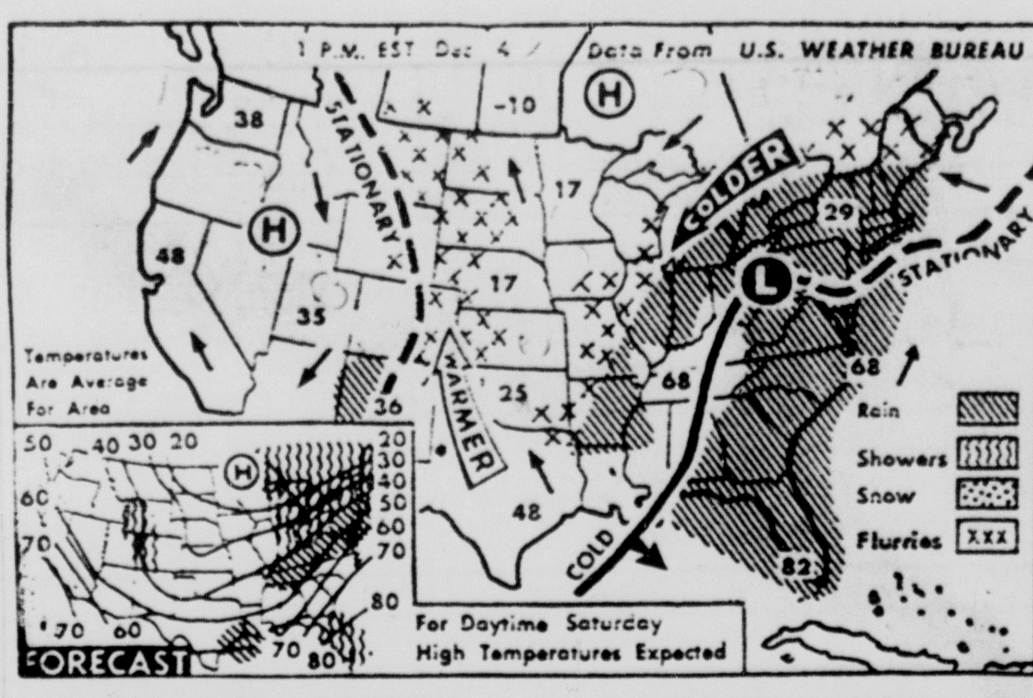 1 P.M. EST Dec 4 Data From U.S. WEATHER BUREAU
H
-10
38
STATIONARY
COLDER
17
29
H
48
L
STATIONARY
17
35
Temperatures
Are Average
For Area
WARMER
68
68
25
36
Rain
Showers
Snow
Flurries
XXX
48
COLD
82
50 40 30 20
H
20
30
40
50
60
70
60
70
80
70 60
70
80
FORECAST
For Daytime Saturday
High Temperatures Expected